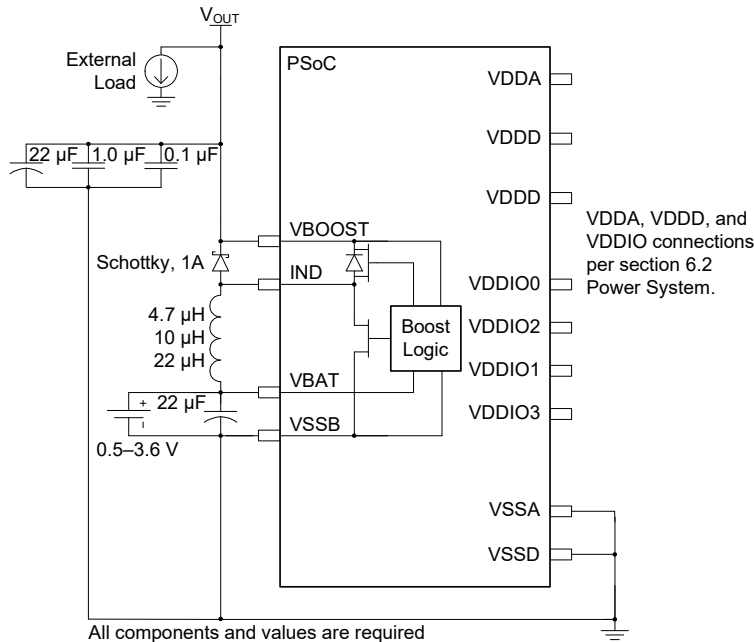 VOUT
External
Load
PSoC
VDDA
VDDD
22 µF 1.0 µF 0.1 µF
VDDD
VBOOST
VDDA, VDDD, and
VDDIO connections
per section 6.2
Power System.
Schottky, 1A
IND
VDDIO0
4.7 µH
10 µH
22 µH
Boost
Logic
VDDIO2
VDDIO1
VBAT
+ 22 µF
VDDIO3
VSSB
0.5–3.6 V
VSSA
VSSD
All components and values are required